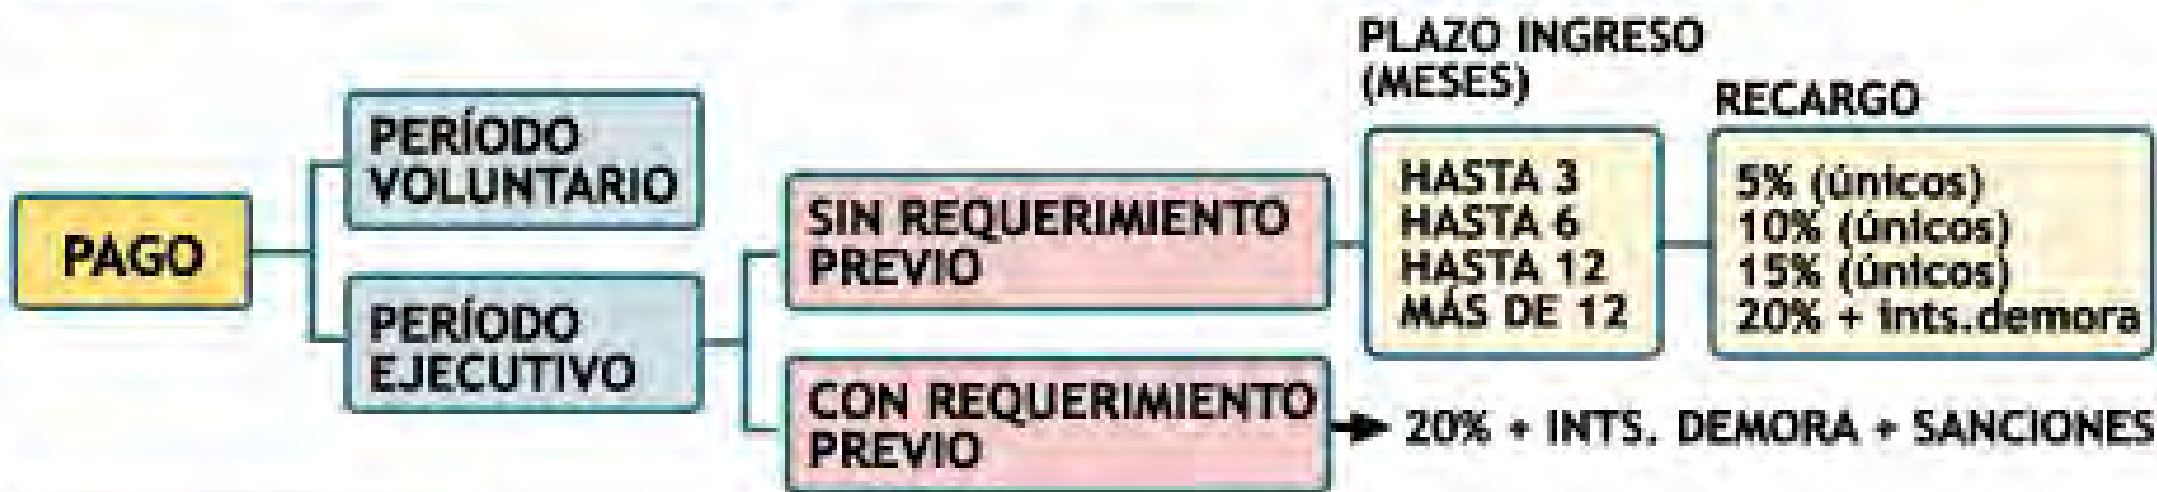 PAGO
PERÍODO
VOLUNTARIO
PERÍODO
EJECUTIVO
SIN REQUERIMIENTO
PREVIO
CON REQUERIMIENTO
PREVIO
PLAZO INGRESO
(MESES)
HASTA 3
HASTA 6
HASTA 12
MÁS DE 12
RECARGO
5% (únicos)
10% (únicos)
15% (únicos)
20% + ints.demora
20% + INTS. DEMORA + SANCIONES